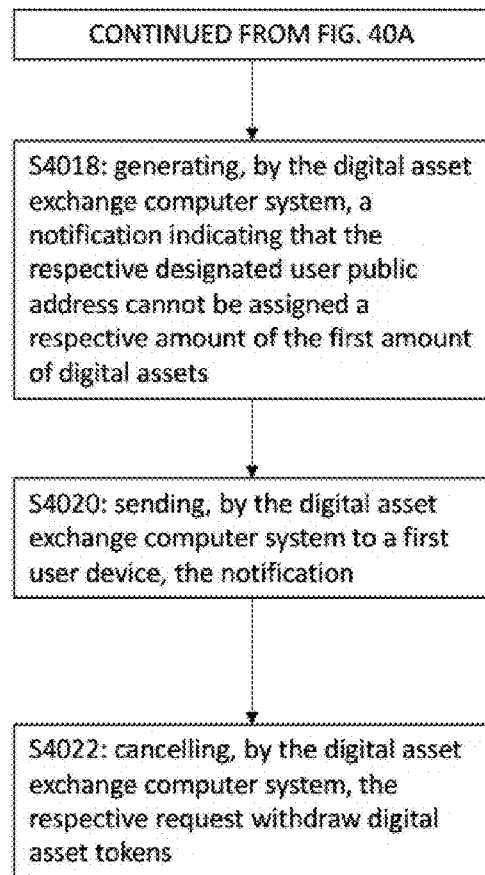 CONTINUED FROM FIG. 40A
S4018: generating, by the digital asset
exchange computer system, a
notification indicating that the
respective designated user public
address cannot be assigned a
respective amount of the first amount
of digital assets
S4020: sending, by the digital asset
exchange computer system to a first
user device, the notification
S4022: cancelling, by the digital asset
exchange computer system, the
respective request withdraw digital
asset tokens